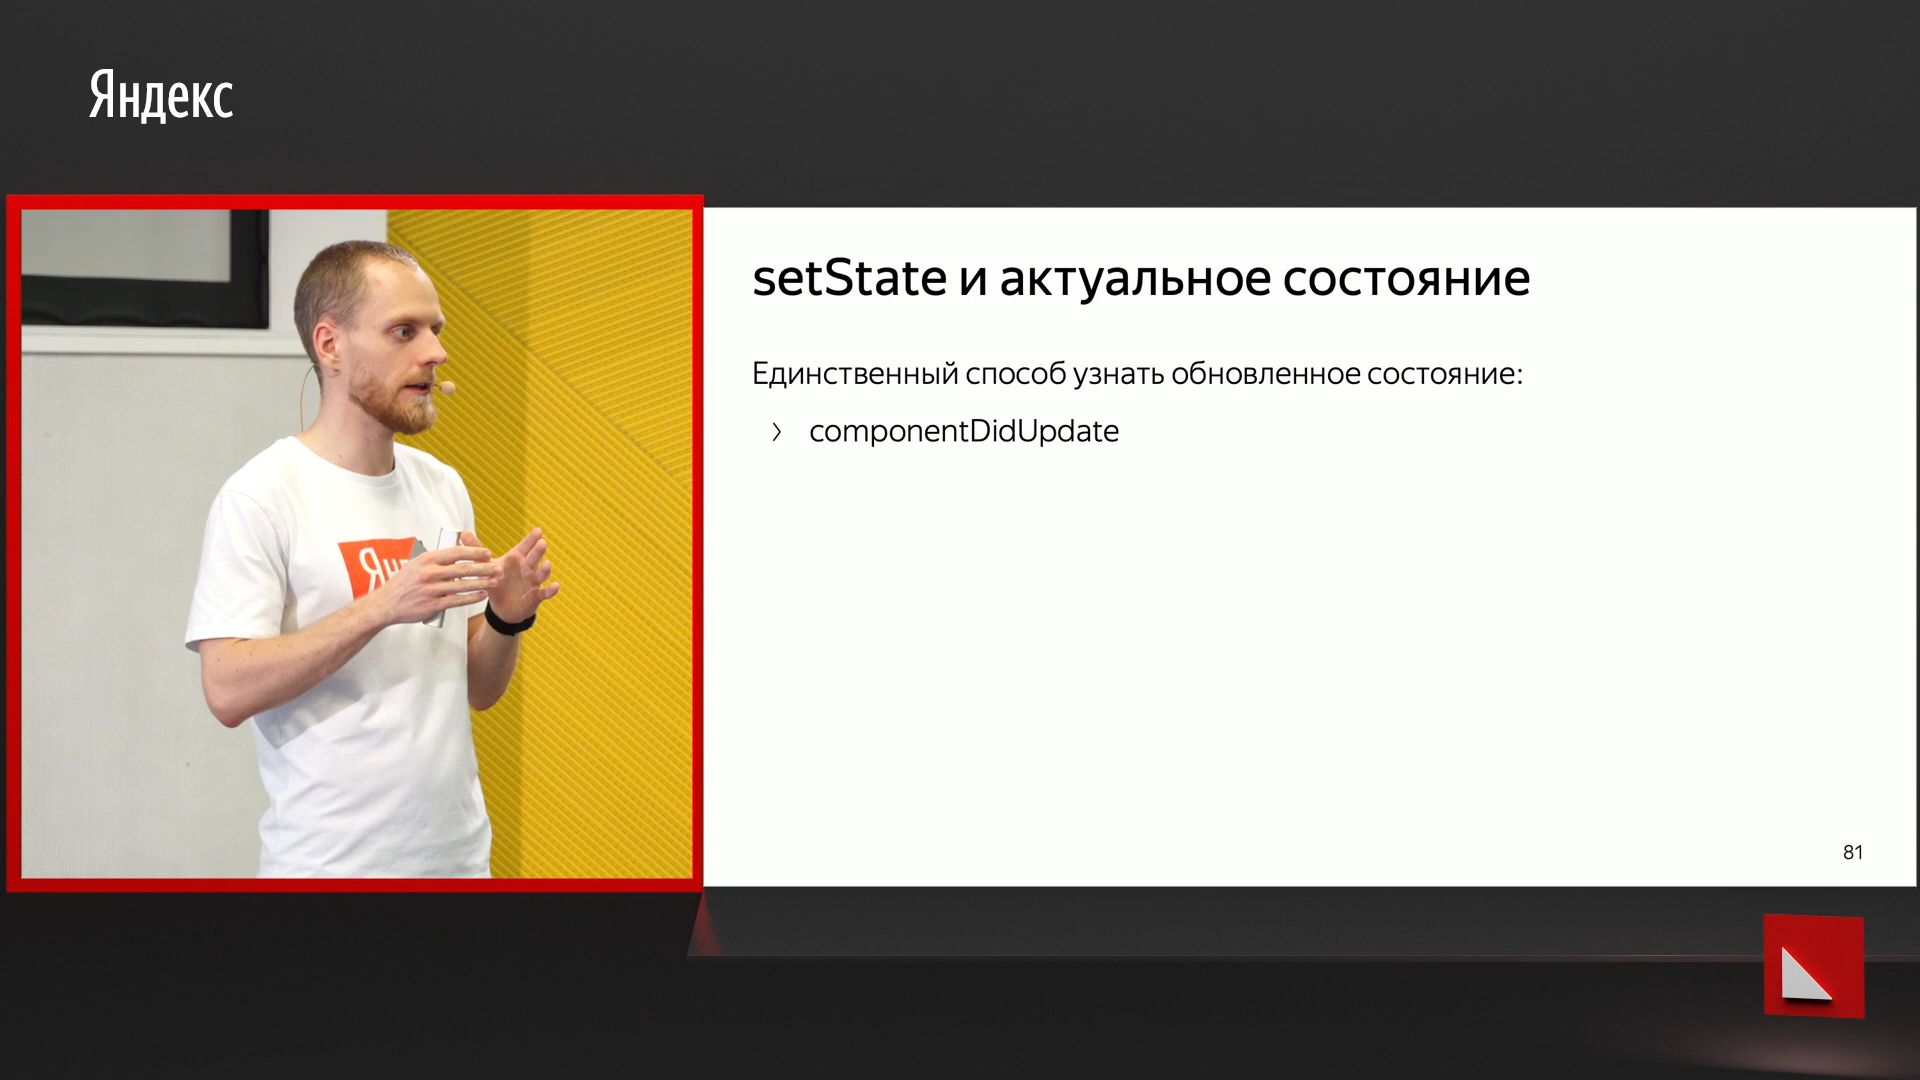 Яндекс
setState и актуальное состояние
Единственный способ узнать обновленное состояние:
componentDidUpdate
81